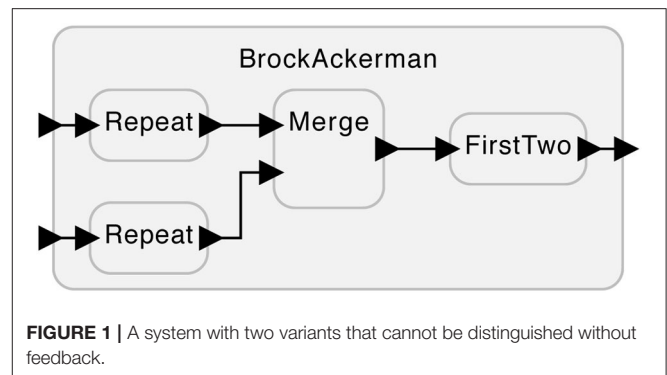 BrockAckerman
Repeat
Merge
FirstTwo
Repeat
FIGURE 1 | A system with two variants that cannot be distinguished without
feedback.